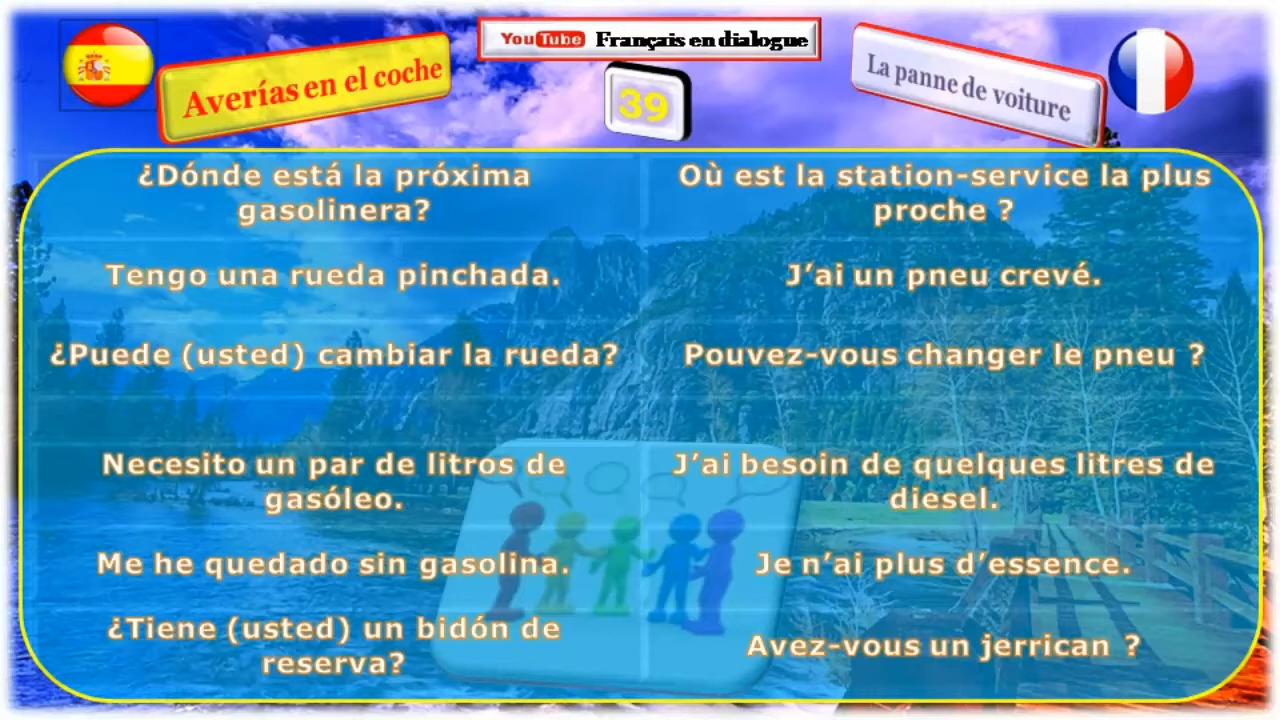 YouTube Français en dialogue
Averías en el coche
39
La panne de voiture
¿Dónde está la próxima
gasolinera?
Où est la station-service la plus
proche ?
Tengo una rueda pinchada.
J’ai un pneu crevé.
¿Puede (usted) cambiar la rueda?
Pouvez-vous changer le pneu ?
Necesito un par de litros de
gasóleo.
J’ai besoin de quelques litres de
diesel.
Me he quedado sin gasolina.
Je n’ai plus d’essence.
¿Tiene (usted) un bidón de
reserva?
Avez-vous un jerrican ?